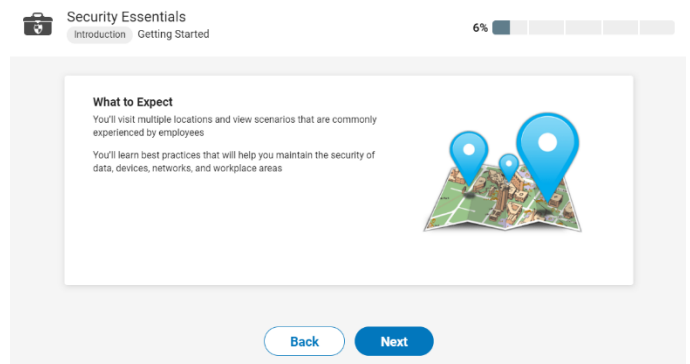 Security Essentials
Introduction Getting Started
6%
What to Expect
You'll visit multiple locations and view scenarios that are commonly
experienced by employees
You'll learn best practices that will help you maintain the security of
data, devices, networks, and workplace areas
Back Next